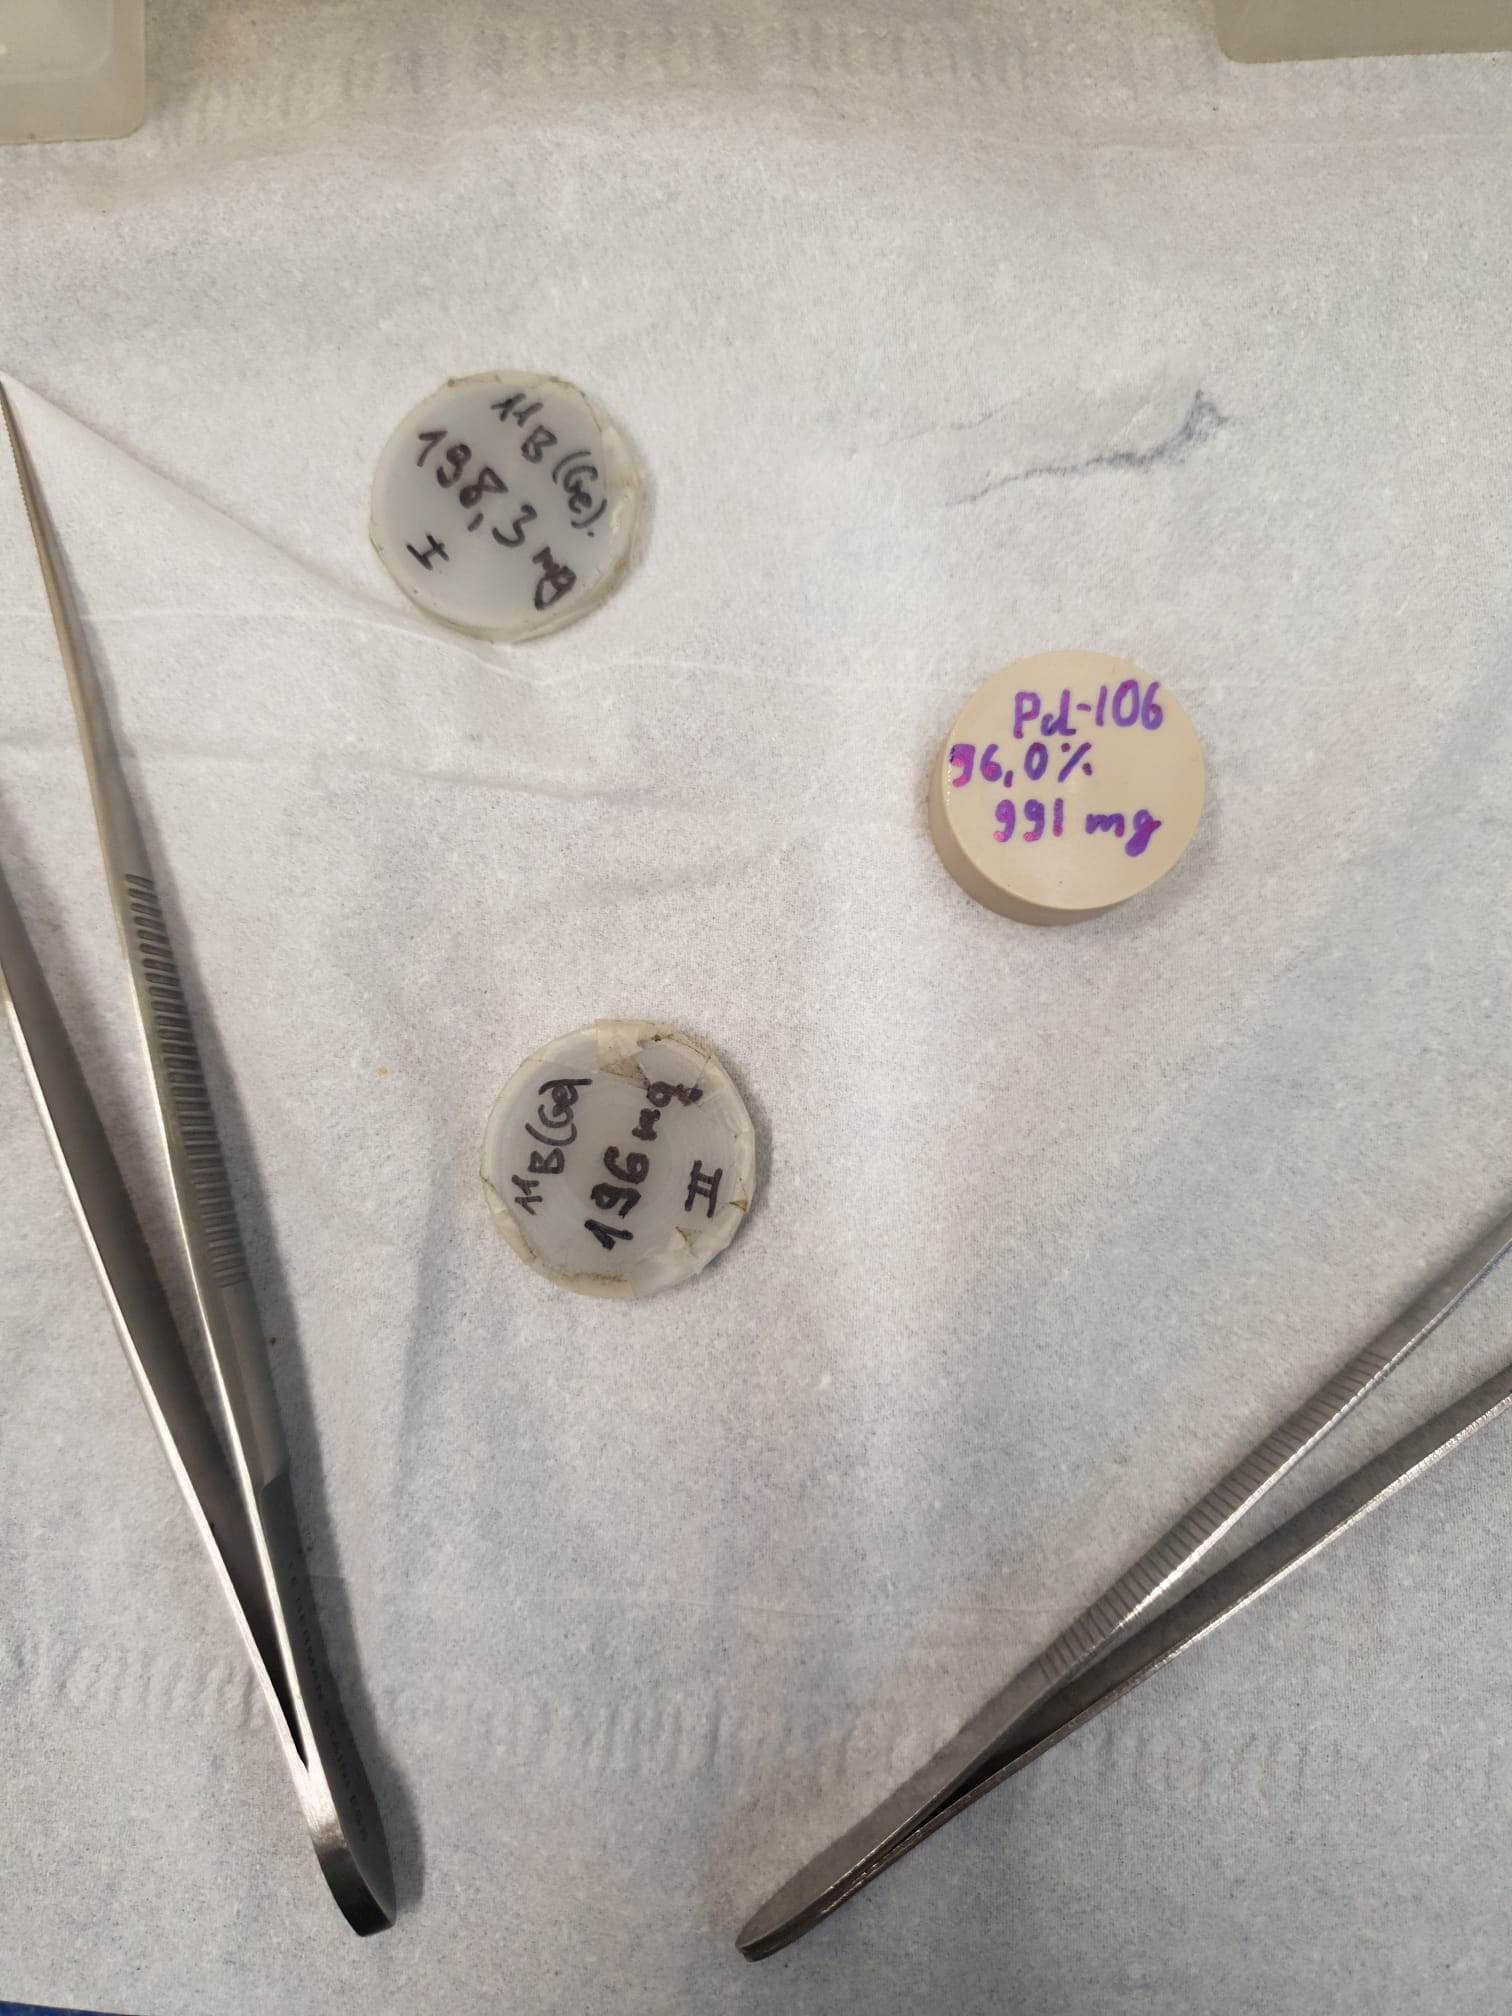 11B (Ge).
198,3 mg
I
Pd-106
96,0%
991 mg
11B (Ge)
196 mg
II